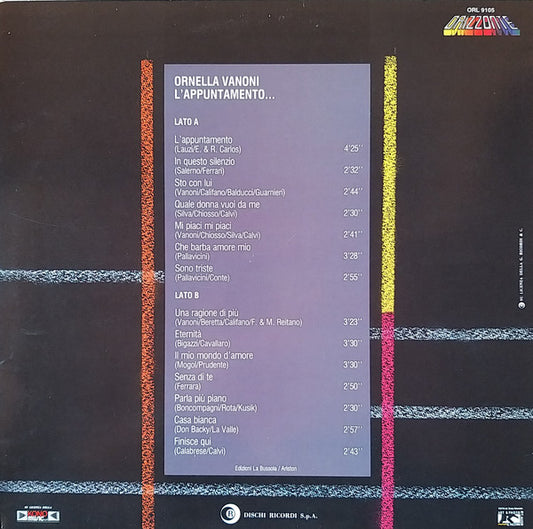 ORL 9105
ORIZZONTE
ORNELLA VANONI
L'APPUNTAMENTO...
LATO A
L'appuntamento
(Lauzi/E. & R. Carlos) 4'25''
In questo silenzio
(Salerno/Ferrari) 2'32''
Sto con lui
(Vanoni/Califano/Balducci/Guarnieri) 2'44''
Quale donna vuoi da me
(Silva/Chiosso/Calvi) 2'30''
Mi piaci mi piaci
(Vanoni/Chiosso/Silva/Calvi) 2'41''
Che barba amore mio
(Pallavicini) 3'28''
Sono triste
(Pallavicini/Conte) 2'55''
LATO B
Una ragione di più
(Vanoni/Beretta/Califano/F. & M. Reitano) 3'23''
Eternità
(Bigazzi/Cavallaro) 3'30''
Il mio mondo d'amore
(Mogol/Prudente) 3'30''
Senza di te
(Ferrara) 2'50''
Parla più piano
(Boncompagni/Rota/Kusik) 2'30''
Casa bianca
(Don Backy/La Valle) 2'57''
Finisce qui
(Calabrese/Calvi) 2'43''
Edizioni La Bussola / Ariston
SU LICENZA DELLA G. RICORDI & C.
R DISCHI RICORDI S.p.A.